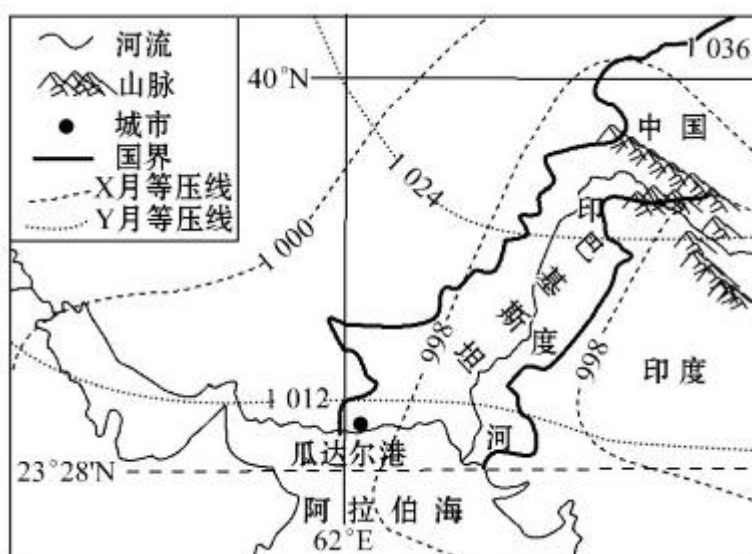 河流
山脉
城市
国界
X月等压线
Y月等压线
40°N
1 036
中国
1 024
印
1 000
巴
基
斯
坦
998
度
998
印度
1 012
河
瓜达尔港
23°28'N
阿拉伯海
62°E